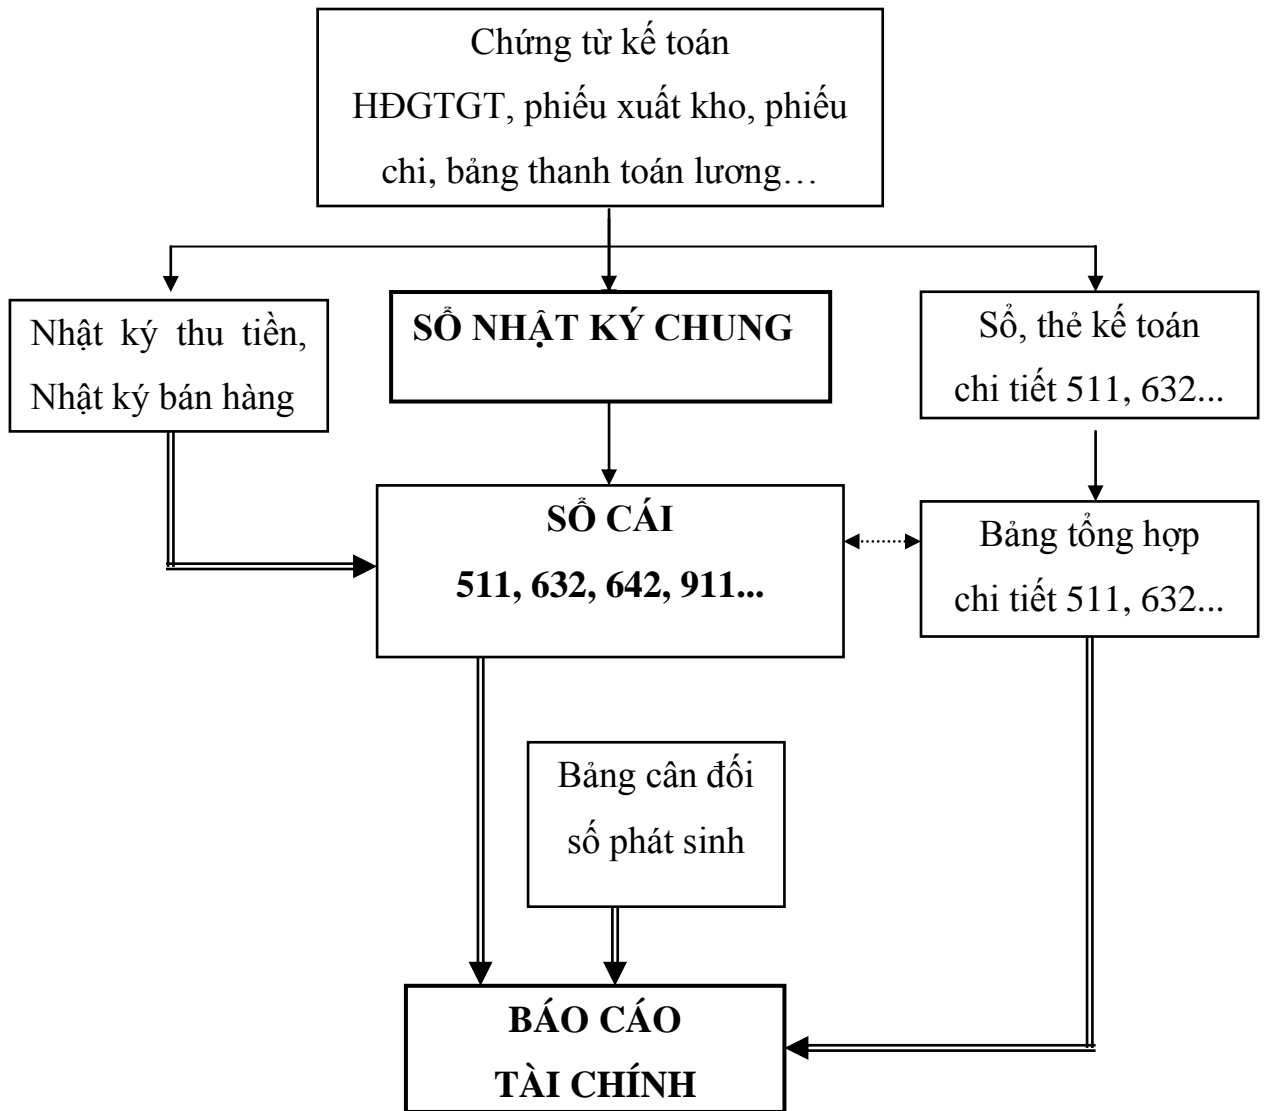 Chứng từ kế toán
HĐGTGT, phiếu xuất kho, phiếu
chi, bảng thanh toán lương…
Nhật ký thu tiền,
Nhật ký bán hàng
SỔ NHẬT KÝ CHUNG
Sổ, thẻ kế toán
chi tiết 511, 632...
SỔ CÁI
511, 632, 642, 911...
Bảng tổng hợp
chi tiết 511, 632...
Bảng cân đối
số phát sinh
BÁO CÁO
TÀI CHÍNH